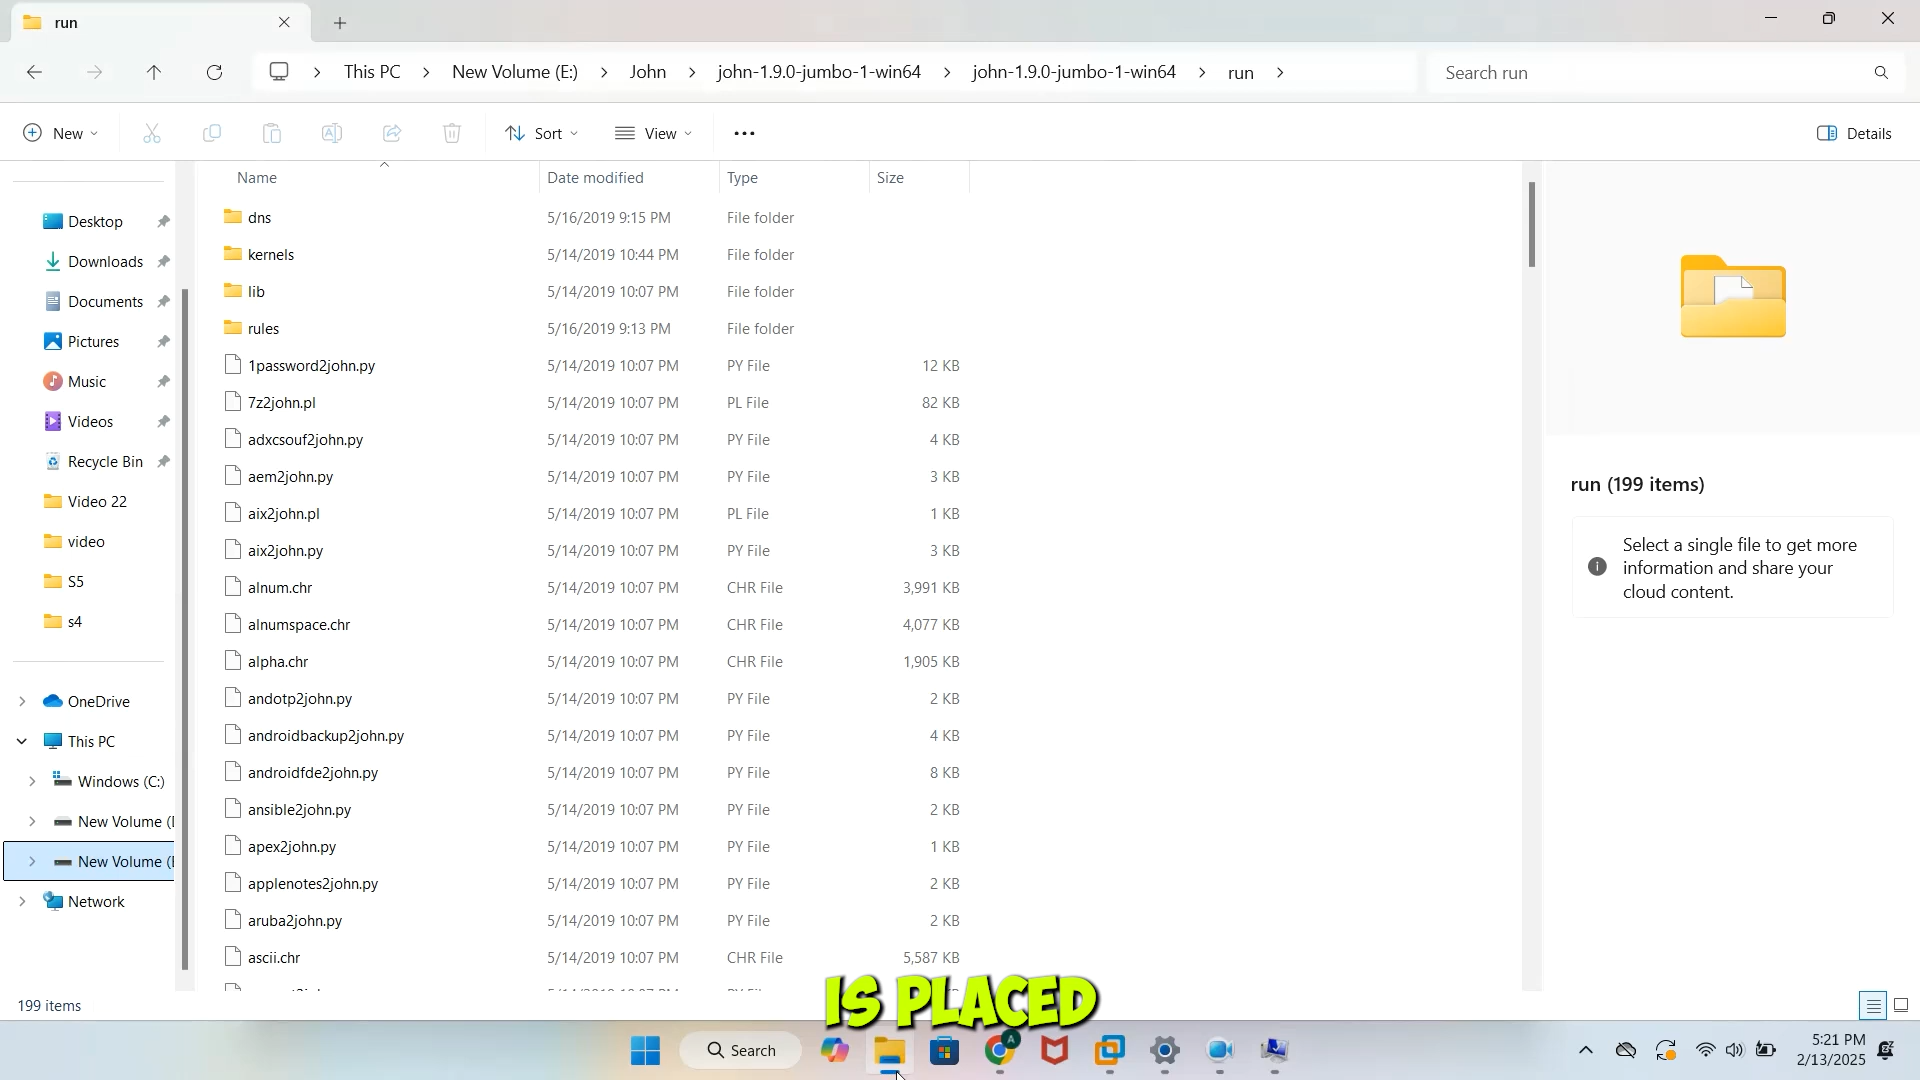 run
This PC > New Volume (E:) > John > john-1.9.0-jumbo-1-win64 > john-1.9.0-jumbo-1-win64 > run >
Search run
New
Sort
View
Details
Name Date modified Type Size
dns 5/16/2019 9:15 PM File folder
kernels 5/14/2019 10:44 PM File folder
lib 5/14/2019 10:07 PM File folder
rules 5/16/2019 9:13 PM File folder
1password2john.py 5/14/2019 10:07 PM PY File 12 KB
7z2john.pl 5/14/2019 10:07 PM PL File 82 KB
adxcsouf2john.py 5/14/2019 10:07 PM PY File 4 KB
aem2john.py 5/14/2019 10:07 PM PY File 3 KB
aix2john.pl 5/14/2019 10:07 PM PL File 1 KB
aix2john.py 5/14/2019 10:07 PM PY File 3 KB
alnum.chr 5/14/2019 10:07 PM CHR File 3,991 KB
alnumspace.chr 5/14/2019 10:07 PM CHR File 4,077 KB
alpha.chr 5/14/2019 10:07 PM CHR File 1,905 KB
andotp2john.py 5/14/2019 10:07 PM PY File 2 KB
androidbackup2john.py 5/14/2019 10:07 PM PY File 4 KB
androidfde2john.py 5/14/2019 10:07 PM PY File 8 KB
ansible2john.py 5/14/2019 10:07 PM PY File 2 KB
apex2john.py 5/14/2019 10:07 PM PY File 1 KB
applenotes2john.py 5/14/2019 10:07 PM PY File 2 KB
aruba2john.py 5/14/2019 10:07 PM PY File 2 KB
ascii.chr 5/14/2019 10:07 PM CHR File 5,587 KB
Desktop
Downloads
Documents
Pictures
Music
Videos
Recycle Bin
Video 22
video
S5
s4
OneDrive
This PC
Windows (C:)
New Volume (
New Volume (
Network
run (199 items)
Select a single file to get more
information and share your
cloud content.
199 items
IS PLACED
Search
A
5:21 PM
2/13/2025